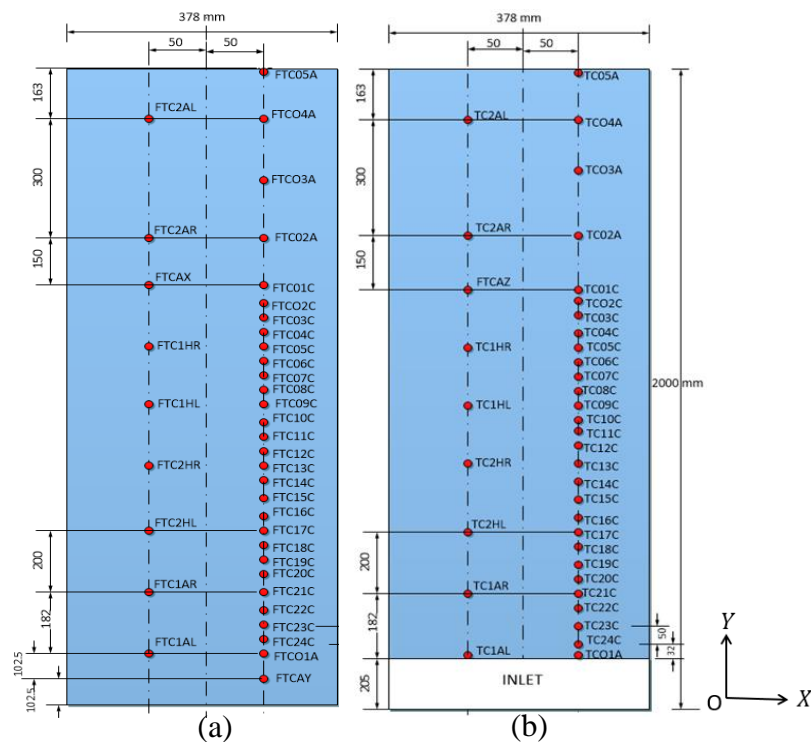 378 mm
50
50
163
300
150
200
182
102.5
102.5
FTC05A
FTC2AL
FTCO4A
FTCO3A
FTC2AR
FTC02A
FTCAX
FTC01C
FTCO2C
FTC03C
FTC04C
FTC1HR
FTC05C
FTC06C
FTC07C
FTC08C
FTC1HL
FTC09C
FTC10C
FTC11C
FTC12C
FTC2HR
FTC13C
FTC14C
FTC15C
FTC16C
FTC2HL
FTC17C
FTC18C
FTC19C
FTC20C
FTC1AR
FTC21C
FTC22C
FTC23C
FTC24C
FTC1AL
FTCO1A
FTCAY
(a)
378 mm
50
50
163
300
150
200
182
205
TC05A
TC2AL
TCO4A
TCO3A
TC2AR
TC02A
FTCAZ
TC01C
TCO2C
TC03C
TC04C
TC1HR
TC05C
TC06C
TC07C
TC08C
TC1HL
TC09C
TC10C
TC11C
TC12C
TC2HR
TC13C
TC14C
TC15C
TC16C
TC2HL
TC17C
TC18C
TC19C
TC20C
TC1AR
TC21C
TC22C
TC23C
TC24C
TC1AL
TCO1A
INLET
2000 mm
50
32
(b)
Y
O
X